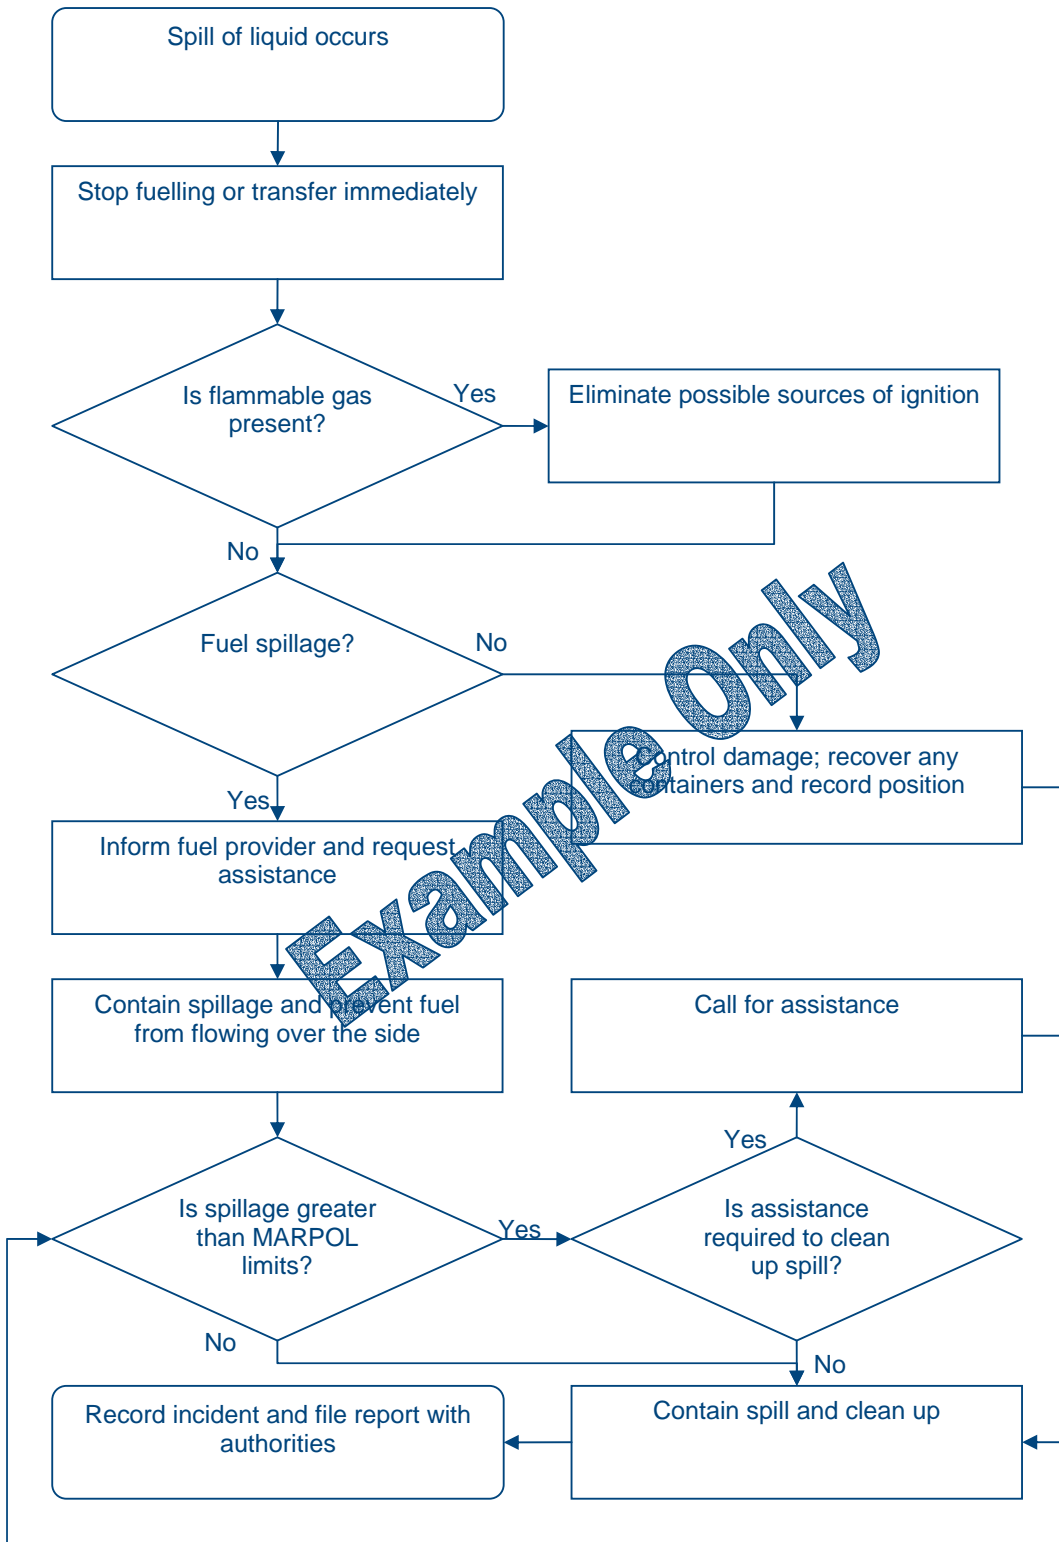 Spill of liquid occurs
Stop fuelling or transfer immediately
Is flammable gas
present?
Yes
Eliminate possible sources of ignition
No
Fuel spillage?
No
Control damage; recover any
containers and record position
Yes
Inform fuel provider and request
assistance
Example Only
Contain spillage and prevent fuel
from flowing over the side
Call for assistance
Yes
Is spillage greater
than MARPOL
limits?
Yes
Is assistance
required to clean
up spill?
No
No
Record incident and file report with
authorities
Contain spill and clean up